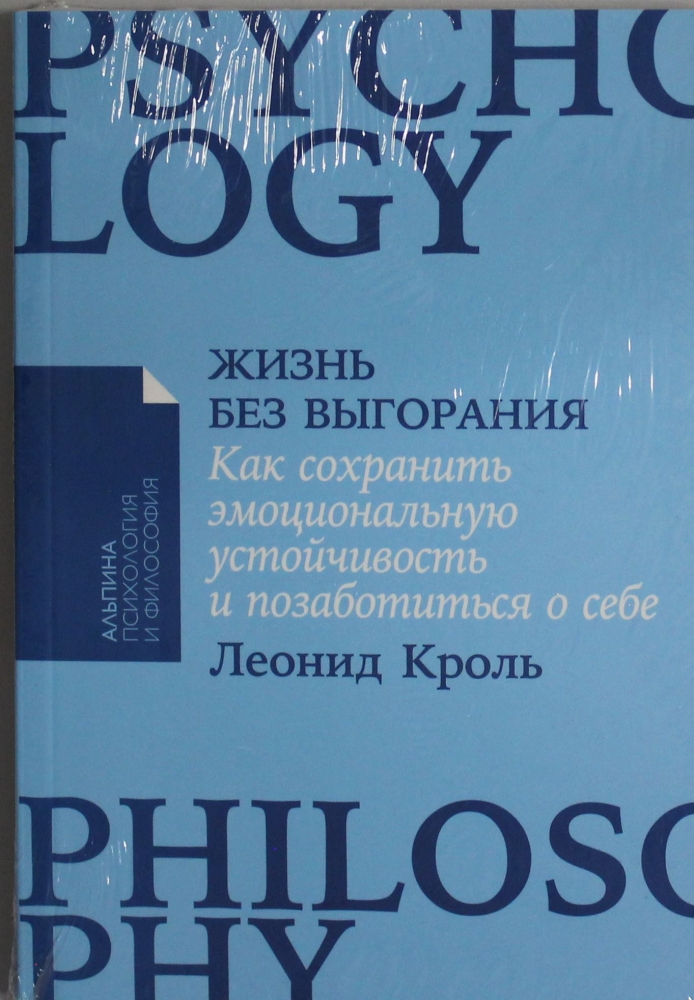 PSYCHO
LOGY
ЖИЗНЬ
БЕЗ ВЫГОРАНИЯ
Как сохранить
эмоциональную
устойчивость
и позаботиться о себе
Леонид Кроль
АЛЬПИНА
ПСИХОЛОГИЯ
И ФИЛОСОФИЯ
PHILOSO
PHY